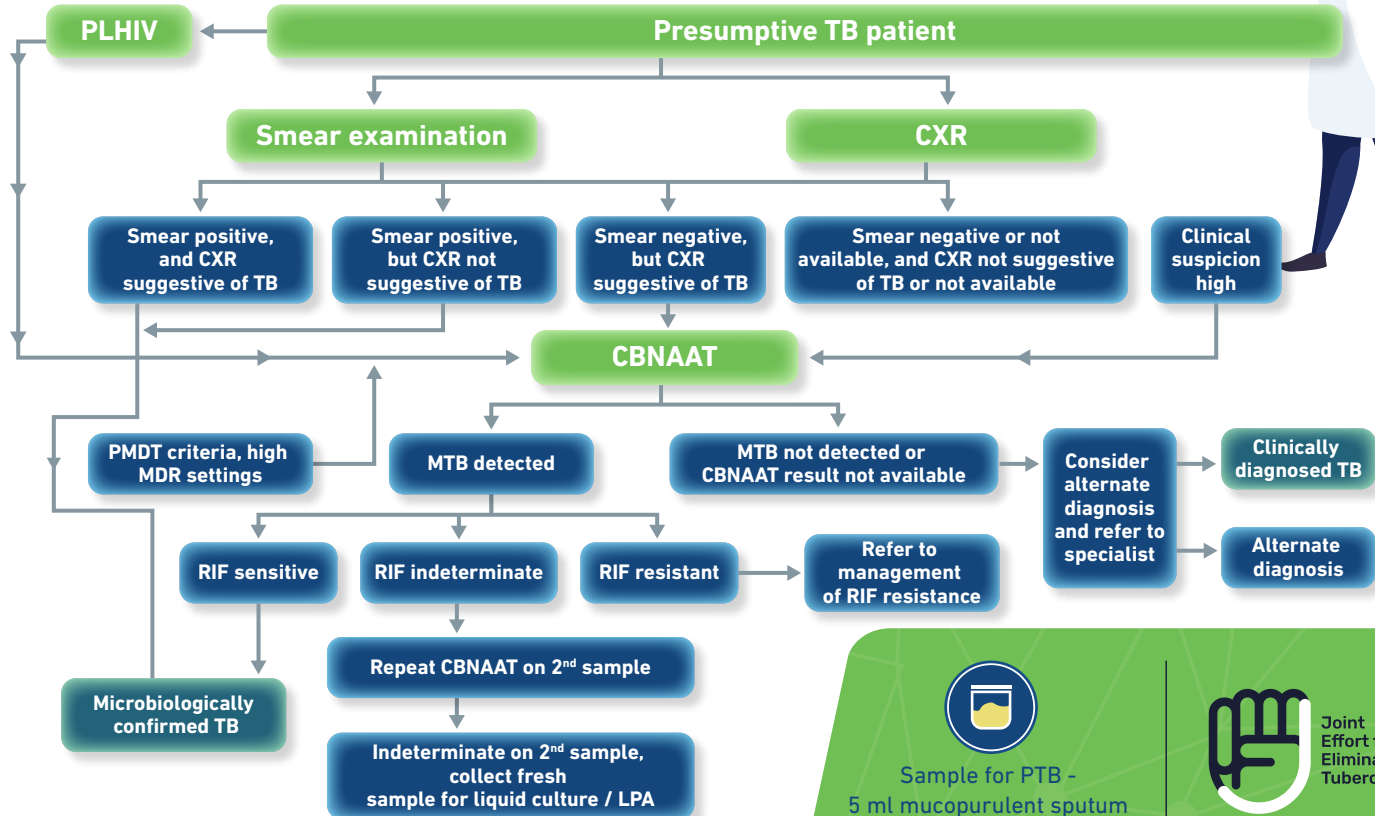 PLHIV
Presumptive TB patient
Smear examination
CXR
Smear positive,
and CXR
suggestive of TB
Smear positive,
but CXR not
suggestive of TB
Smear negative,
but CXR
suggestive of TB
Smear negative or not
available, and CXR not suggestive
of TB or not available
Clinical
suspicion
high
CBNAAT
PMDT criteria, high
MDR settings
MTB detected
MTB not detected or
CBNAAT result not available
Consider
alternate
diagnosis
and refer to
specialist
Clinically
diagnosed TB
Alternate
diagnosis
RIF sensitive
RIF indeterminate
RIF resistant
Refer to
management
of RIF resistance
Repeat CBNAAT on 2nd sample
Microbiologically
confirmed TB
Indeterminate on 2nd sample,
collect fresh
sample for liquid culture / LPA
Sample for PTB -
5 ml mucopurulent sputum
Joint
Effort